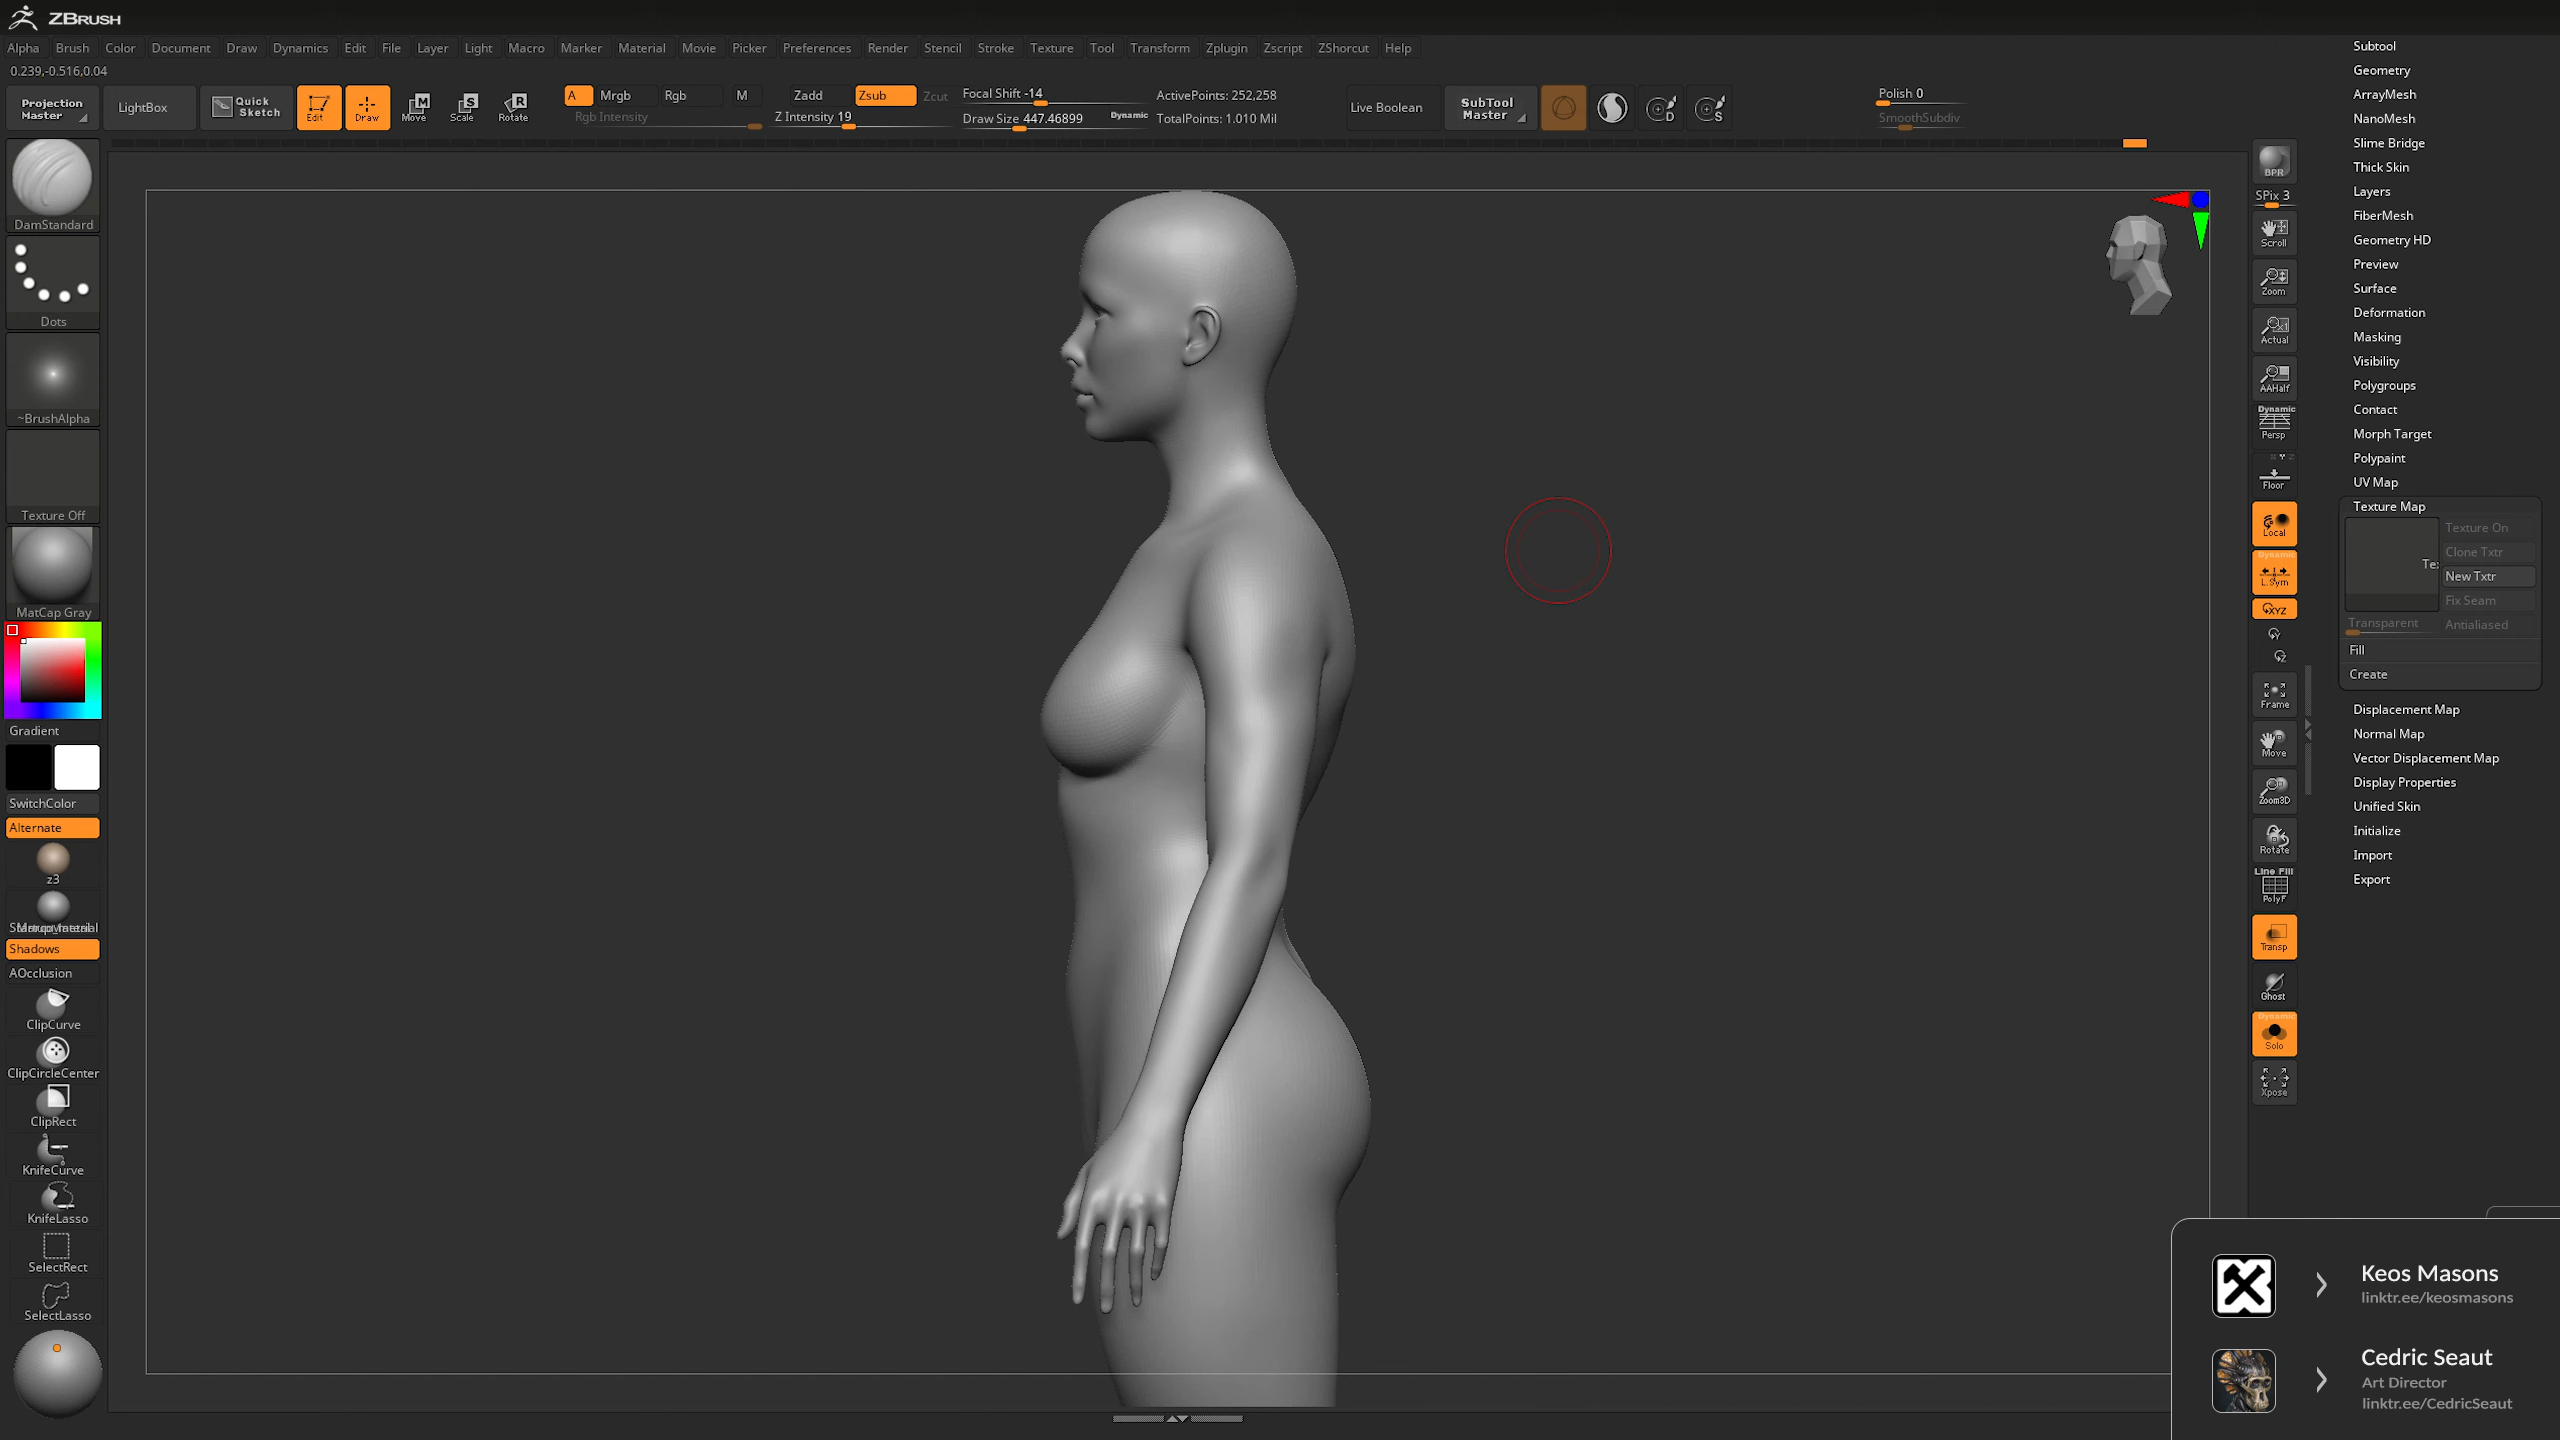 ZBRUSH
Alpha Brush Color Document Draw Dynamics Edit File Layer Light Macro Marker Material Movie Picker Preferences Render Stencil Stroke Texture Tool Transform Zplugin Zscript ZShorcut Help
0.239,-0.516,0.04
Projection Master
LightBox
Quick Sketch
Edit
Draw
Move
Scale
Rotate
A Mrgb Rgb M
Rgb Intensity
Zadd Zsub Zcut
Z Intensity 19
Focal Shift -14
Draw Size 447.46899
Dynamic
ActivePoints: 252,258
TotalPoints: 1.010 Mil
Live Boolean
SubTool Master
D
S
Polish 0
SmoothSubdiv
DamStandard
Dots
~BrushAlpha
Texture Off
MatCap Gray
Gradient
SwitchColor
Alternate
z3
Shadows
AOcclusion
ClipCurve
ClipCircleCenter
ClipRect
KnifeCurve
KnifeLasso
SelectRect
SelectLasso
BPR
SPix 3
Scroll
Zoom
Actual
AAHalf
Dynamic
Persp
Floor
Local
Dynamic
L.Sym
XYZ
Y
Z
Frame
Move
Zoom3D
Rotate
Line Fill
PolyF
Transp
Ghost
Dynamic
Solo
Xpose
Subtool
Geometry
ArrayMesh
NanoMesh
Slime Bridge
Thick Skin
Layers
FiberMesh
Geometry HD
Preview
Surface
Deformation
Masking
Visibility
Polygroups
Contact
Morph Target
Polypaint
UV Map
Texture Map
Texture On
Clone Txtr
New Txtr
Fix Seam
Transparent
Antialiased
Fill
Create
Displacement Map
Normal Map
Vector Displacement Map
Display Properties
Unified Skin
Initialize
Import
Export
Keos Masons
linktr.ee/keosmasons
Cedric Seaut
Art Director
linktr.ee/CedricSeaut